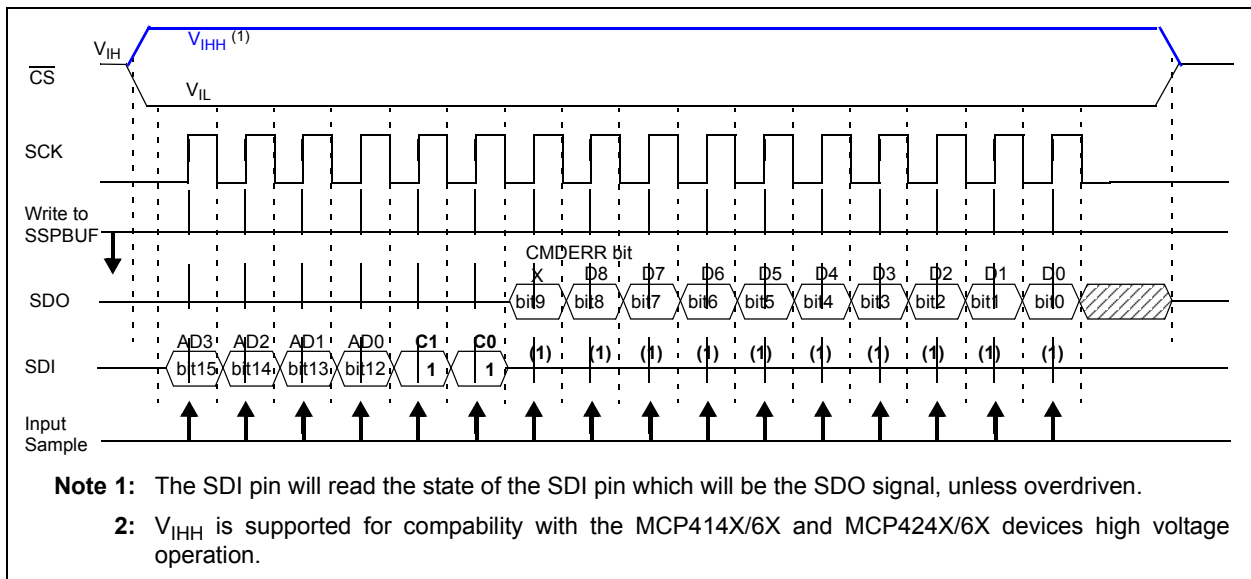 VIHH (1)
VIH
CS
VIL
SCK
Write to
SSPBUF
CMDERR bit
X D8 D7 D6 D5 D4 D3 D2 D1 D0
SDO bit9 bit8 bit7 bit6 bit5 bit4 bit3 bit2 bit1 bit0
AD3 AD2 AD1 AD0 C1 C0
SDI bit15 bit14 bit13 bit12 1 1 (1) (1) (1) (1) (1) (1) (1) (1) (1) (1)
Input
Sample
Note 1: The SDI pin will read the state of the SDI pin which will be the SDO signal, unless overdriven.
2: VIHH is supported for compability with the MCP414X/6X and MCP424X/6X devices high voltage
operation.